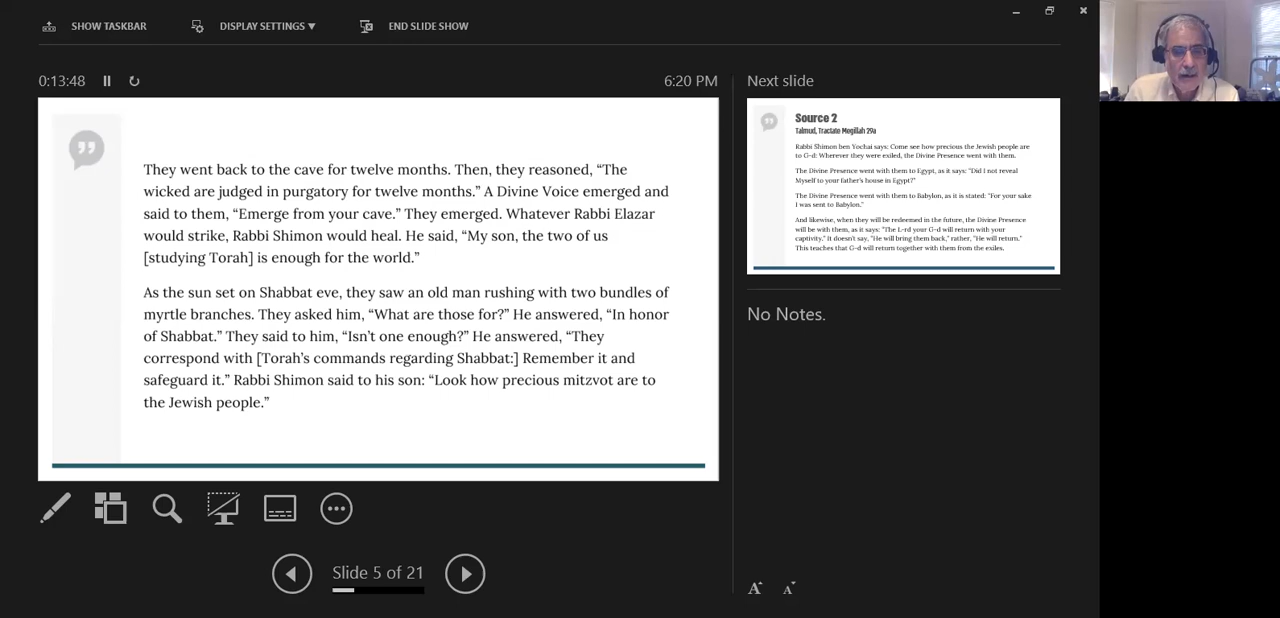 SHOW TASKBAR
DISPLAY SETTINGS ▼
END SLIDE SHOW
0:13:48
6:20 PM
They went back to the cave for twelve months. Then, they reasoned, “The
wicked are judged in purgatory for twelve months.” A Divine Voice emerged and
said to them, “Emerge from your cave.” They emerged. Whatever Rabbi Elazar
would strike, Rabbi Shimon would heal. He said, “My son, the two of us
[studying Torah] is enough for the world.”
As the sun set on Shabbat eve, they saw an old man rushing with two bundles of
myrtle branches. They asked him, “What are those for?” He answered, “In honor
of Shabbat.” They said to him, “Isn’t one enough?” He answered, “They
correspond with [Torah’s commands regarding Shabbat:] Remember it and
safeguard it.” Rabbi Shimon said to his son: “Look how precious mitzvot are to
the Jewish people.”
Slide 5 of 21
Next slide
Source 2
Talmud, Tractate Megillah 29a
Rabbi Shimon ben Yochai says: Come see how precious the Jewish people are
to G-d: Wherever they were exiled, the Divine Presence went with them.
The Divine Presence went with them to Egypt, as it says: “Did I not reveal
Myself to your father’s house in Egypt?”
The Divine Presence went with them to Babylon, as it is stated: “For your sake
I was sent to Babylon.”
And likewise, when they will be redeemed in the future, the Divine Presence
will be with them, as it says: “The L-rd your G-d will return with your
captivity.” It doesn’t say, “He will bring them back,” rather, “He will return.”
This teaches that G-d will return together with them from the exiles.
No Notes.
A A